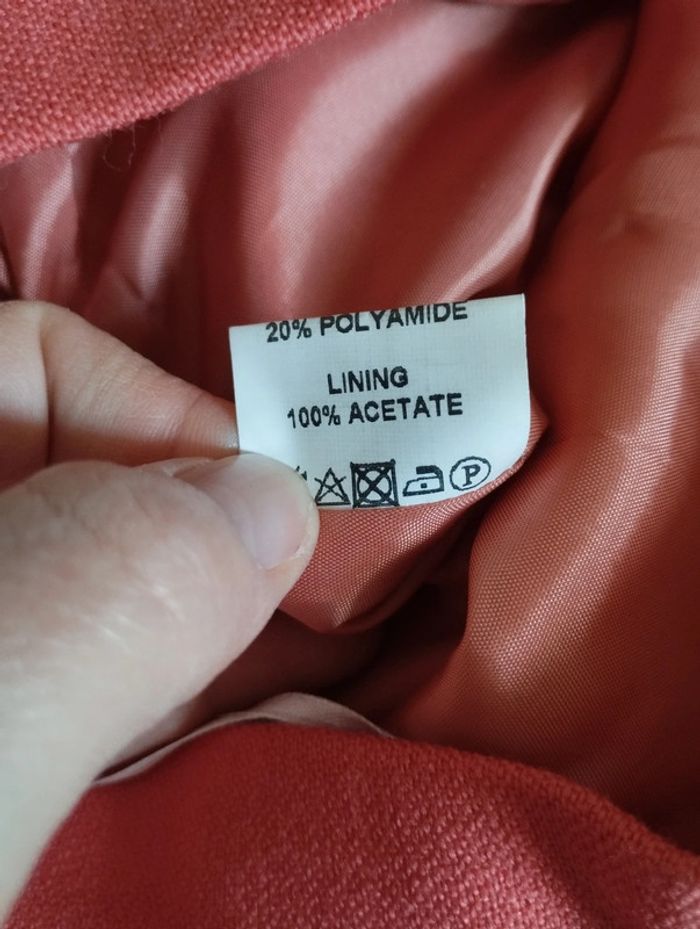 20% POLYAMIDE
LINING
100% ACETATE
P